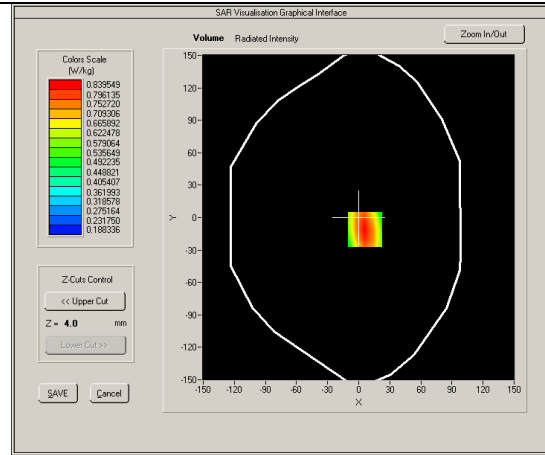 SAR Visualisation Graphical Interface
Volume Radiated Intensity
Zoom In/Out
Colors Scale
(W/kg)
0.839549
0.796135
0.752720
0.709306
0.665892
0.622478
0.579064
0.535649
0.492235
0.448821
0.405407
0.361993
0.318578
0.275164
0.231750
0.188336
Z-Cuts Control
<< Upper Cut
Z = 4.0 mm
Lower Cut >>
SAVE
Cancel
150-
120-
90-
60-
30-
0-
-30-
-60-
-90-
-120-
-150-
Y
-150 -120 -90 -60 -30 0 30 60 90 120 150
X